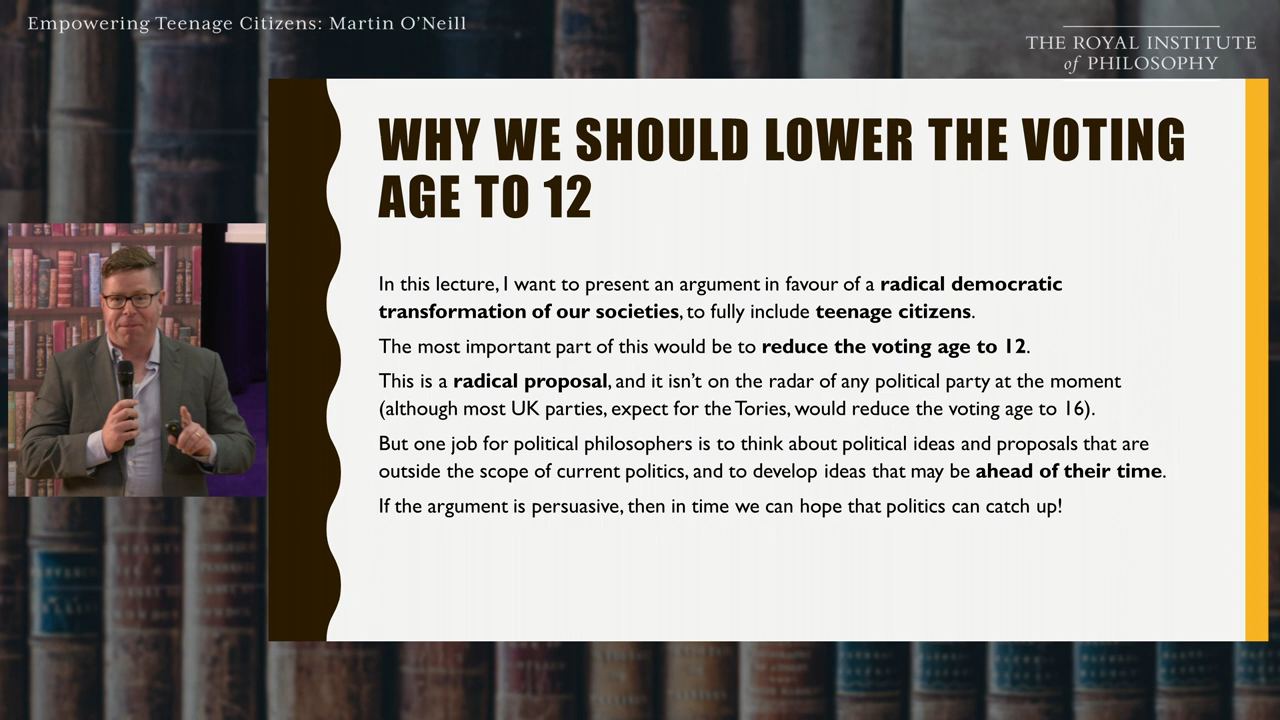 Empowering Teenage Citizens: Martin O'Neill
THE ROYAL INSTITUTE
of PHILOSOPHY
WHY WE SHOULD LOWER THE VOTING
AGE TO 12
In this lecture, I want to present an argument in favour of a radical democratic
transformation of our societies, to fully include teenage citizens.
The most important part of this would be to reduce the voting age to 12.
This is a radical proposal, and it isn't on the radar of any political party at the moment
(although most UK parties, expect for the Tories, would reduce the voting age to 16).
But one job for political philosophers is to think about political ideas and proposals that are
outside the scope of current politics, and to develop ideas that may be ahead of their time.
If the argument is persuasive, then in time we can hope that politics can catch up!